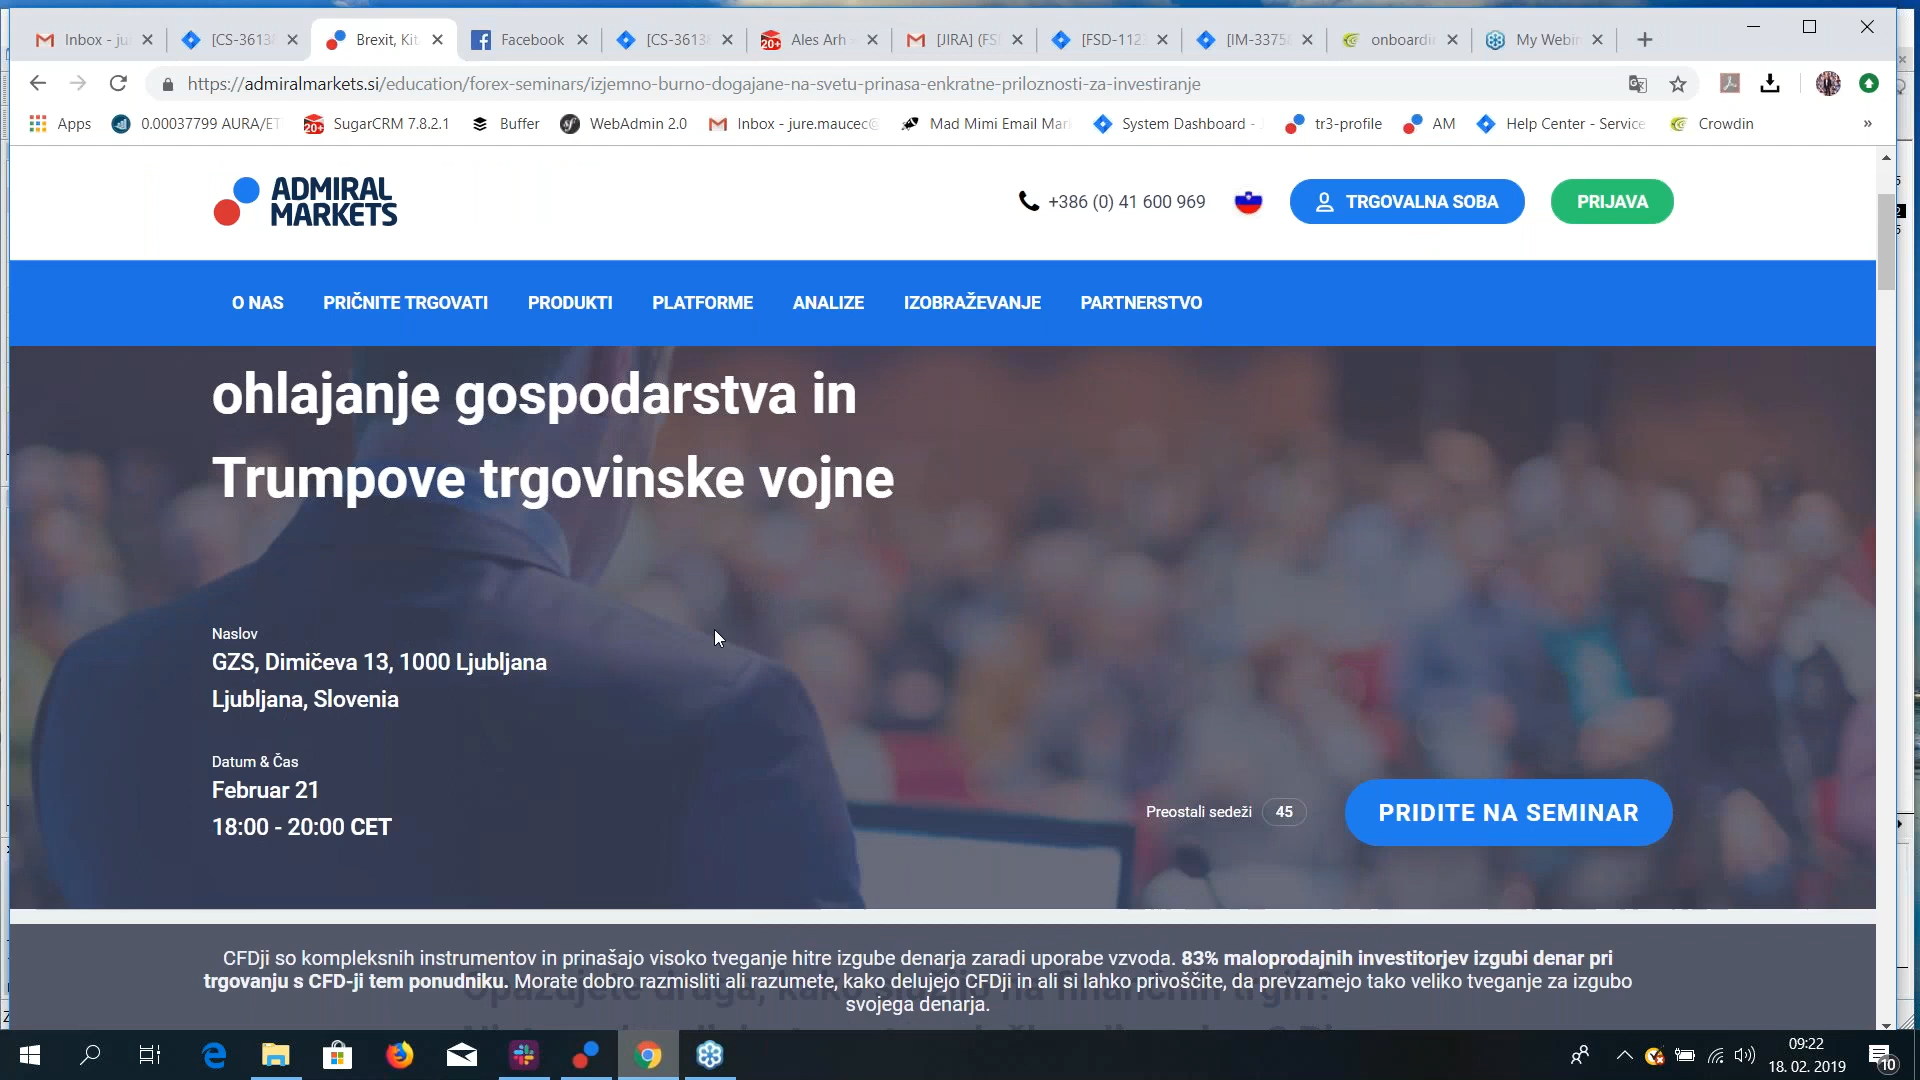 Inbox - ju
[CS-3613
Brexit, Kit
Facebook
[CS-3613
Ales Arh
[JIRA] (FS
[FSD-112
[IM-3375
onboardi
My Webin
https://admiralmarkets.si/education/forex-seminars/izjemno-burno-dogajane-na-svetu-prinasa-enkratne-priloznosti-za-investiranje
Apps
0.00037799 AURA/ET
SugarCRM 7.8.2.1
Buffer
WebAdmin 2.0
Inbox - jure.maucec@
Mad Mimi Email Mar
System Dashboard -
tr3-profile
AM
Help Center - Service
Crowdin
»
ADMIRAL
MARKETS
+386 (0) 41 600 969
TRGOVALNA SOBA
PRIJAVA
O NAS
PRIČNITE TRGOVATI
PRODUKTI
PLATFORME
ANALIZE
IZOBRAŽEVANJE
PARTNERSTVO
ohlajanje gospodarstva in
Trumpove trgovinske vojne
Naslov
GZS, Dimičeva 13, 1000 Ljubljana
Ljubljana, Slovenia
Datum & Čas
Februar 21
18:00 - 20:00 CET
Preostali sedeži 45
PRIDITE NA SEMINAR
CFDji so kompleksnih instrumentov in prinašajo visoko tveganje hitre izgube denarja zaradi uporabe vzvoda. 83% maloprodajnih investitorjev izgubi denar pri
trgovanju s CFD-ji tem ponudniku. Morate dobro razmisliti ali razumete, kako delujejo CFDji in ali si lahko privoščite, da prevzamejo tako veliko tveganje za izgubo
svojega denarja.
09:22
18. 02. 2019
10